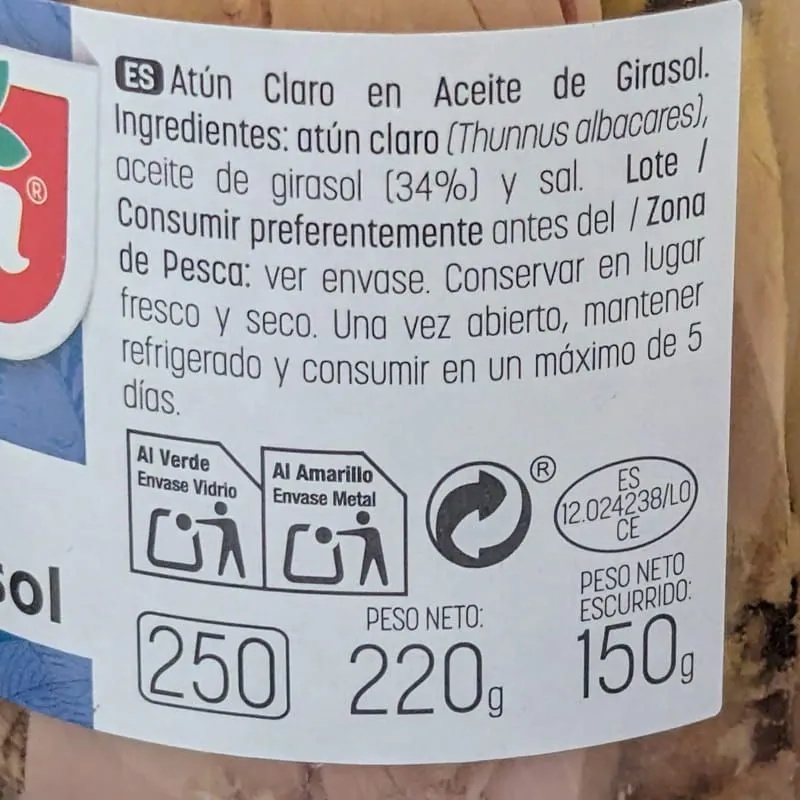 ES Atún Claro en Aceite de Girasol.
Ingredientes: atún claro (Thunnus albacares),
aceite de girasol (34%) y sal. Lote /
Consumir preferentemente antes del / Zona
de Pesca: ver envase. Conservar en lugar
fresco y seco. Una vez abierto, mantener
refrigerado y consumir en un máximo de 5
días.
Al Verde
Envase Vidrio
Al Amarillo
Envase Metal
®
ES
12.024238/LO
CE
®
sol
250
PESO NETO:
220g
PESO NETO
ESCURRIDO:
150g